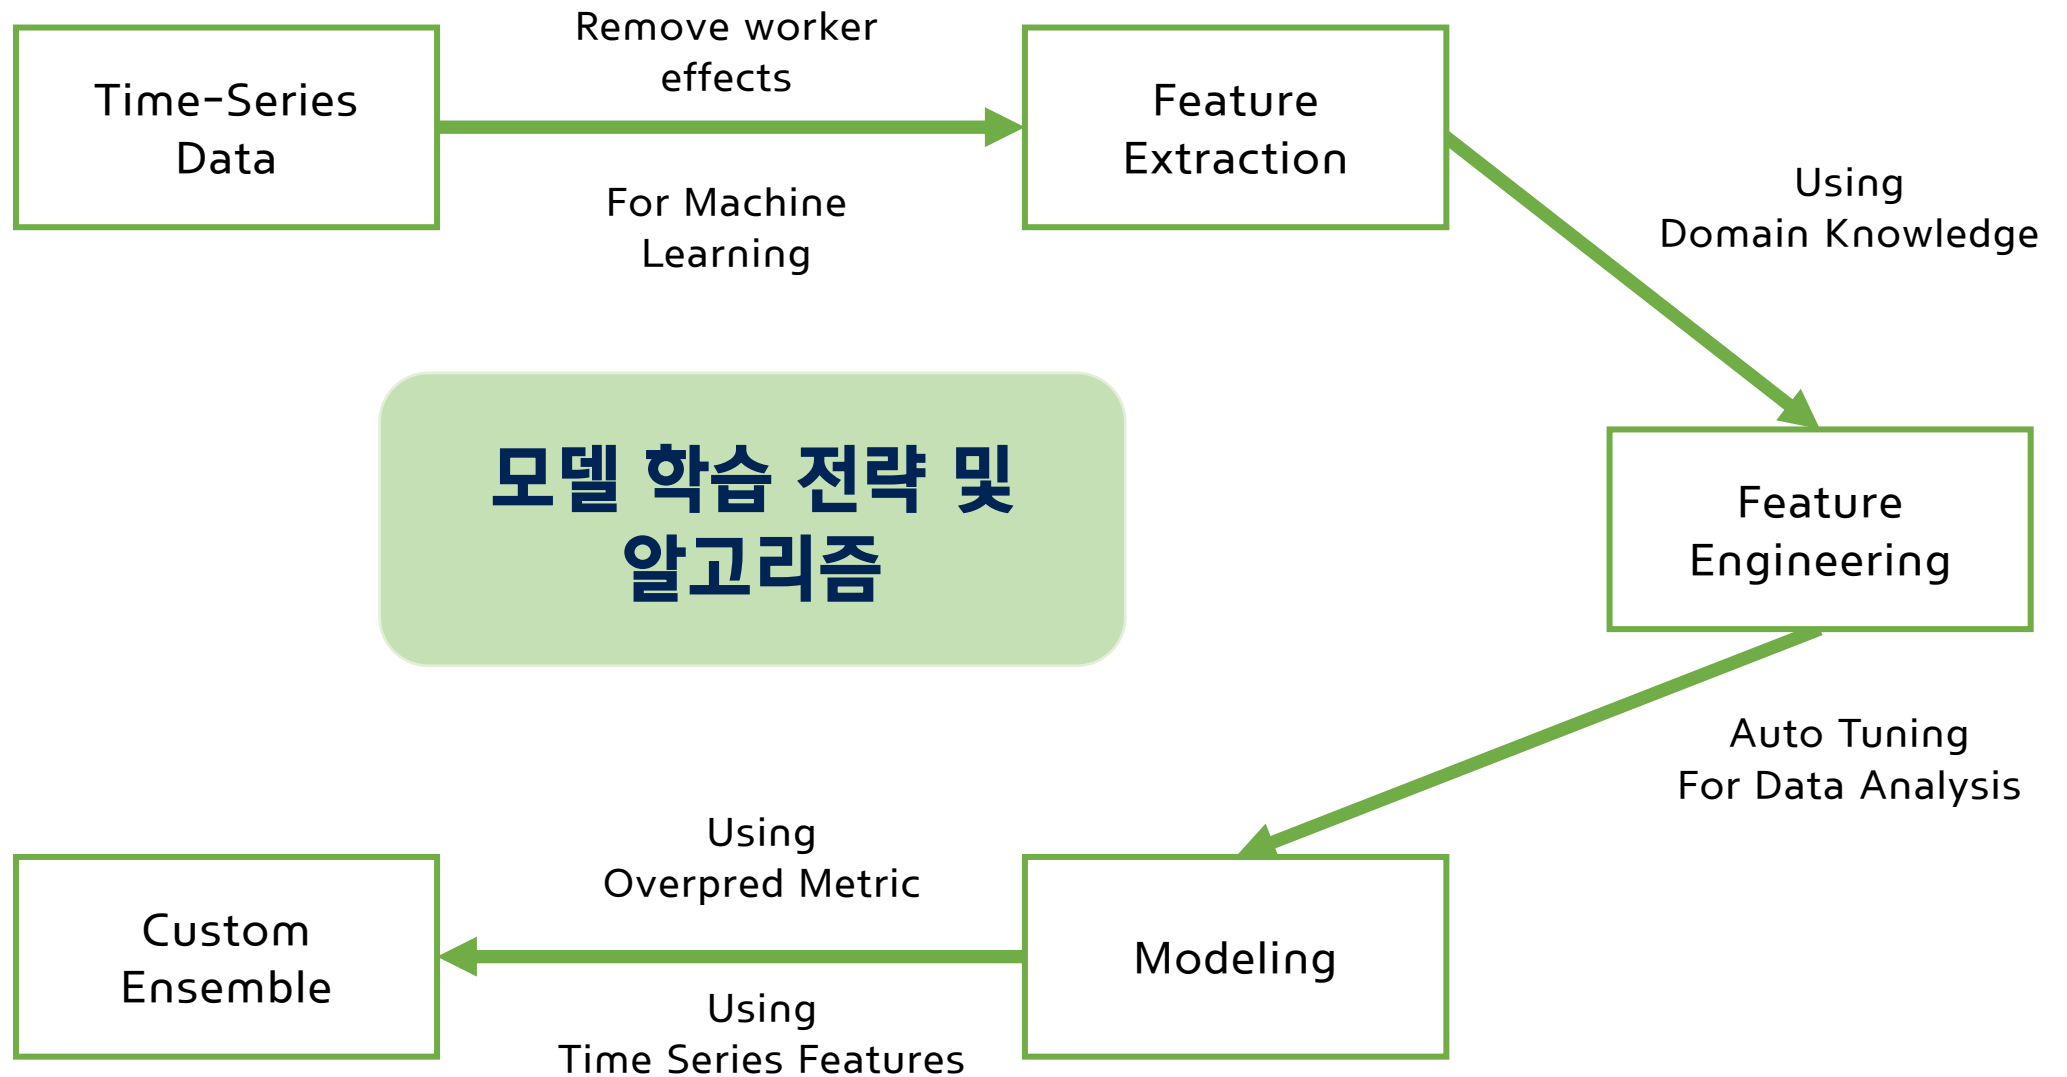 Remove worker
effects
Time-Series
Data
Feature
Extraction
For Machine
Learning
Using
Domain Knowledge
모델 학습 전략 및
알고리즘
Feature
Engineering
Auto Tuning
For Data Analysis
Using
Overpred Metric
Custom
Ensemble
Modeling
Using
Time Series Features